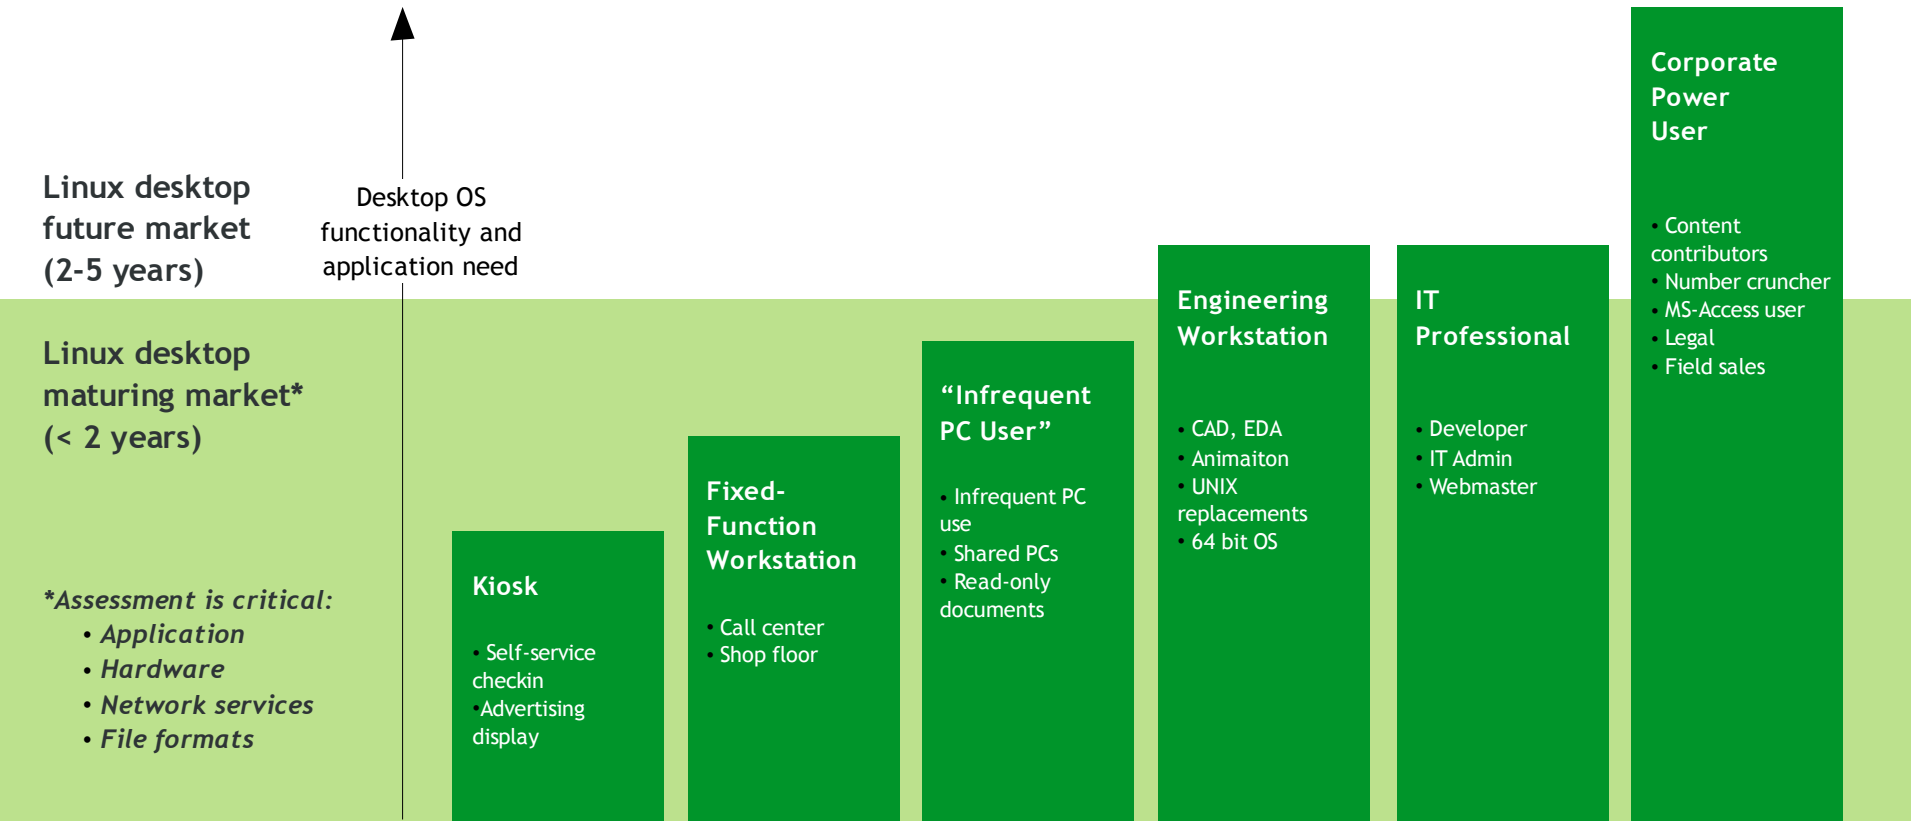 Linux desktop
future market
(2-5 years)
Desktop OS
functionality and
application need
Linux desktop
maturing market*
(< 2 years)
*Assessment is critical:
• Application
• Hardware
• Network services
• File formats
Kiosk
• Self-service
checkin
•Advertising
display
Fixed-
Function
Workstation
• Call center
• Shop floor
“Infrequent
PC User”
• Infrequent PC
use
• Shared PCs
• Read-only
documents
Engineering
Workstation
• CAD, EDA
• Animaiton
• UNIX
replacements
• 64 bit OS
IT
Professional
• Developer
• IT Admin
• Webmaster
Corporate
Power
User
• Content
contributors
• Number cruncher
• MS-Access user
• Legal
• Field sales